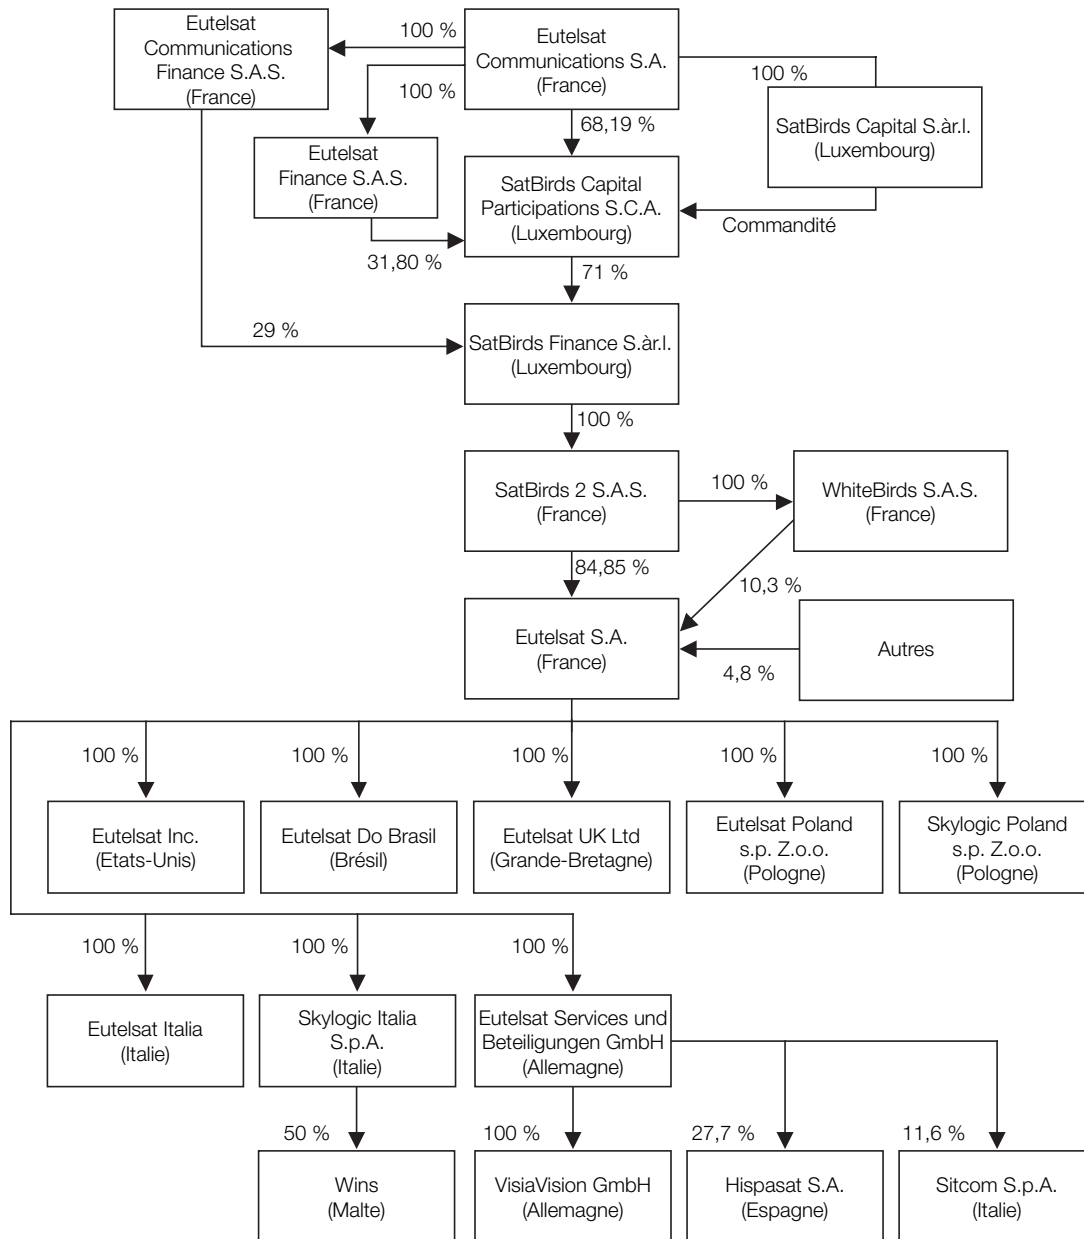 Eutelsat
Communications
Finance S.A.S.
(France)
100 %
Eutelsat
Communications S.A.
(France)
100 %
100 %
68,19 %
SatBirds Capital S.àr.l.
(Luxembourg)
Eutelsat
Finance S.A.S.
(France)
SatBirds Capital
Participations S.C.A.
(Luxembourg)
Commandité
31,80 %
71 %
29 %
SatBirds Finance S.àr.l.
(Luxembourg)
100 %
SatBirds 2 S.A.S.
(France)
100 %
WhiteBirds S.A.S.
(France)
84,85 %
10,3 %
Eutelsat S.A.
(France)
4,8 %
Autres
100 %
100 %
100 %
100 %
100 %
Eutelsat Inc.
(Etats-Unis)
Eutelsat Do Brasil
(Brésil)
Eutelsat UK Ltd
(Grande-Bretagne)
Eutelsat Poland
s.p. Z.o.o.
(Pologne)
Skylogic Poland
s.p. Z.o.o.
(Pologne)
100 %
100 %
100 %
Eutelsat Italia
(Italie)
Skylogic Italia
S.p.A.
(Italie)
Eutelsat Services und
Beteiligungen GmbH
(Allemagne)
50 %
100 %
27,7 %
11,6 %
Wins
(Malte)
VisiaVision GmbH
(Allemagne)
Hispasat S.A.
(Espagne)
Sitcom S.p.A.
(Italie)